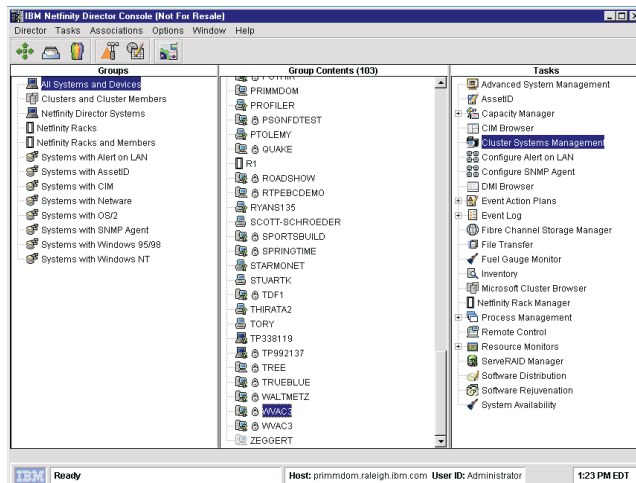 IBM Netfinity Director Console (Not For Resale)
Director Tasks Associations Options Window Help
Groups
All Systems and Devices
Clusters and Cluster Members
Netfinity Director Systems
Netfinity Racks
Netfinity Racks and Members
Systems with Alert on LAN
Systems with AssetID
Systems with CIM
Systems with Netware
Systems with OS/2
Systems with SNMP Agent
Systems with Windows 95/98
Systems with Windows NT
Group Contents (103)
PRIMMDOM
PROFILER
PSGNFDTEST
PTOLEMY
QUAKE
R1
ROADSHOW
RTPEBCDEMO
RYANS135
SCOTT-SCHROEDER
SPORTSBUILD
SPRINGTIME
STARMONET
STUARTK
TDF1
THIRATA2
TORY
TP338119
TP992137
TREE
TRUEBLUE
WALTMETZ
WVAC3
WVAC3
ZEGGERT
Tasks
Advanced System Management
AssetID
Capacity Manager
CIM Browser
Cluster Systems Management
Configure Alert on LAN
Configure SNMP Agent
DMI Browser
Event Action Plans
Event Log
Fibre Channel Storage Manager
File Transfer
Fuel Gauge Monitor
Inventory
Microsoft Cluster Browser
Netfinity Rack Manager
Process Management
Remote Control
Resource Monitors
ServeRAID Manager
Software Distribution
Software Rejuvenation
System Availability
IBM Ready Host: primmdom.raleigh.ibm.com User ID: Administrator 1:23 PM EDT